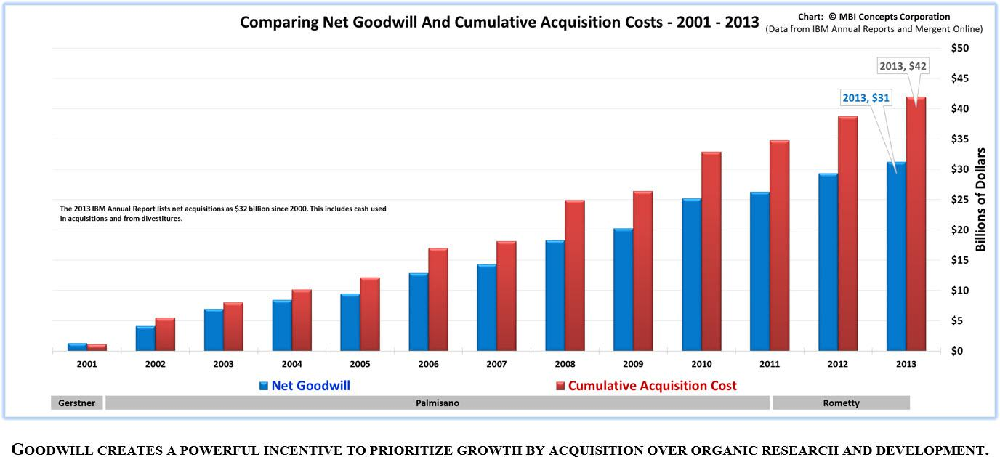 Comparing Net Goodwill And Cumulative Acquisition Costs - 2001 - 2013
Chart: © MBI Concepts Corporation
(Data from IBM Annual Reports and Mergent Online)
$50
$45
$40
$35
$30
$25
$20
$15
$10
$5
$0
Billions of Dollars
2013, $42
2013, $31
The 2013 IBM Annual Report lists net acquisitions as $32 billion since 2000. This includes cash used
in acquisitions and from divestitures.
2001 2002 2003 2004 2005 2006 2007 2008 2009 2010 2011 2012 2013
Net Goodwill Cumulative Acquisition Cost
Gerstner Palmisano Rometty
GOODWILL CREATES A POWERFUL INCENTIVE TO PRIORITIZE GROWTH BY ACQUISITION OVER ORGANIC RESEARCH AND DEVELOPMENT.